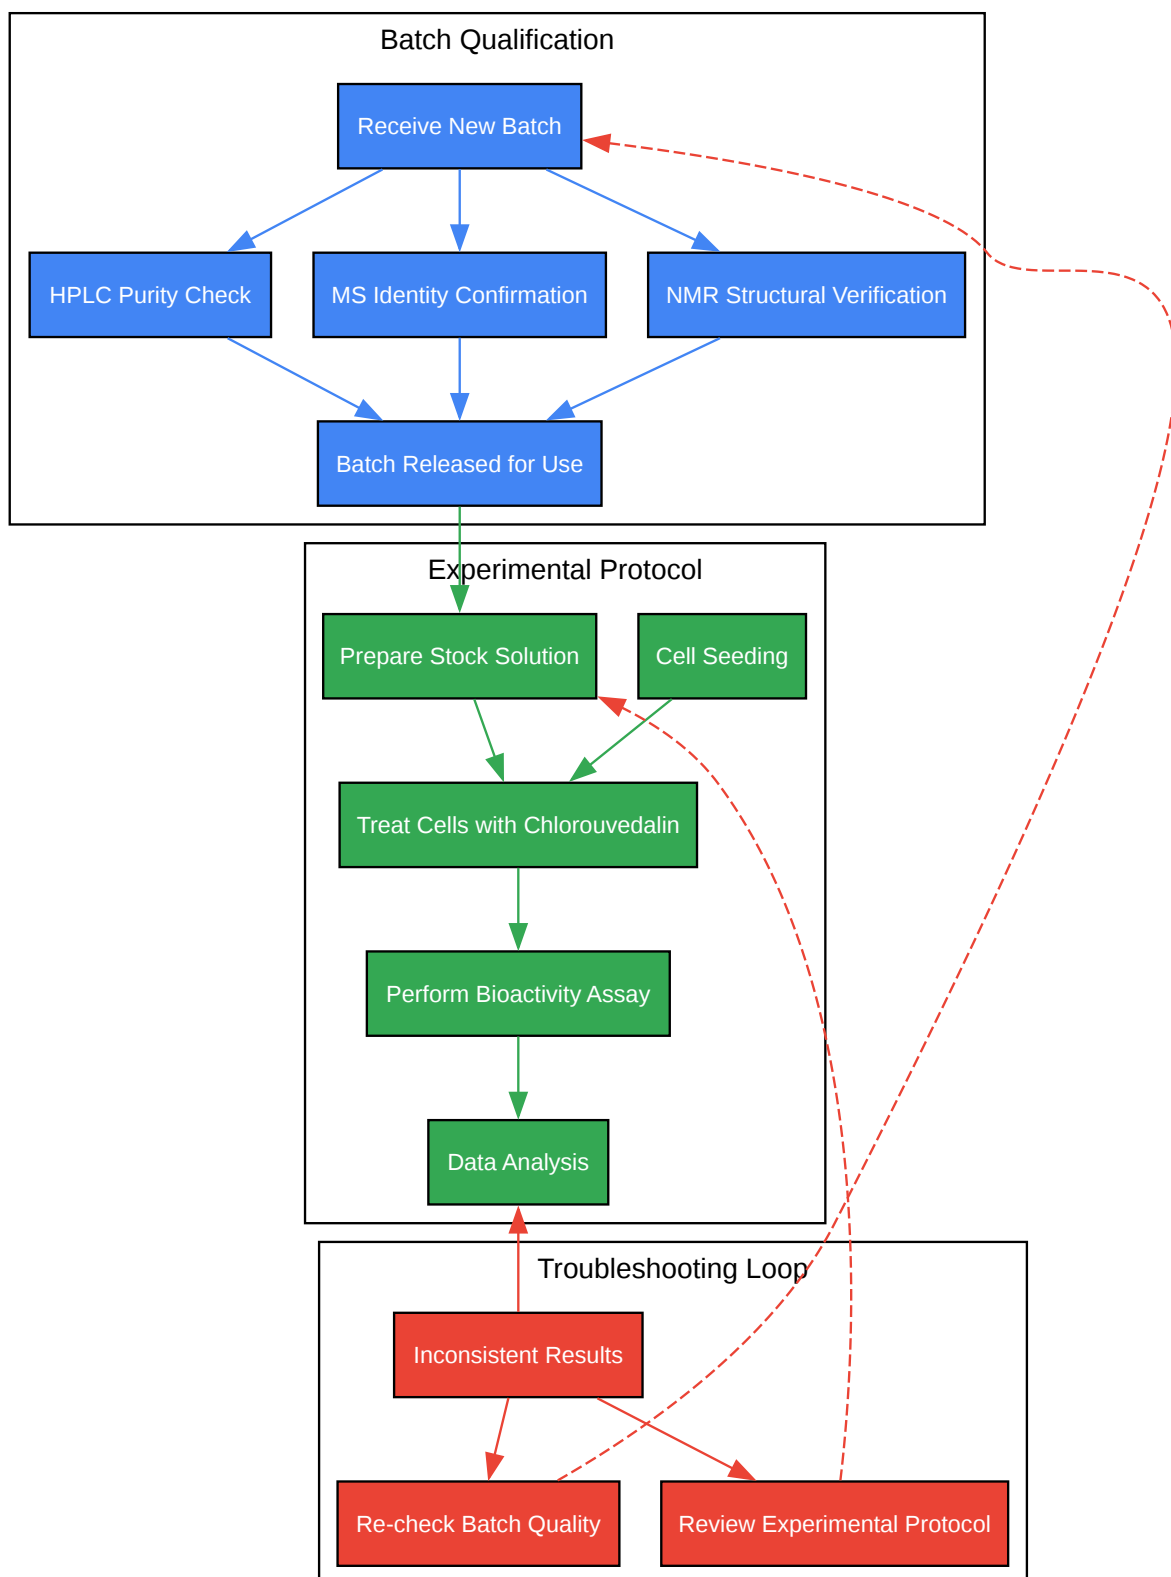 Batch Qualification
Receive New Batch
HPLC Purity Check
MS Identity Confirmation
NMR Structural Verification
Batch Released for Use
Experimental Protocol
Prepare Stock Solution
Cell Seeding
Treat Cells with Chlorouvedalin
Perform Bioactivity Assay
Data Analysis
Troubleshooting Loop
Inconsistent Results
Re-check Batch Quality
Review Experimental Protocol